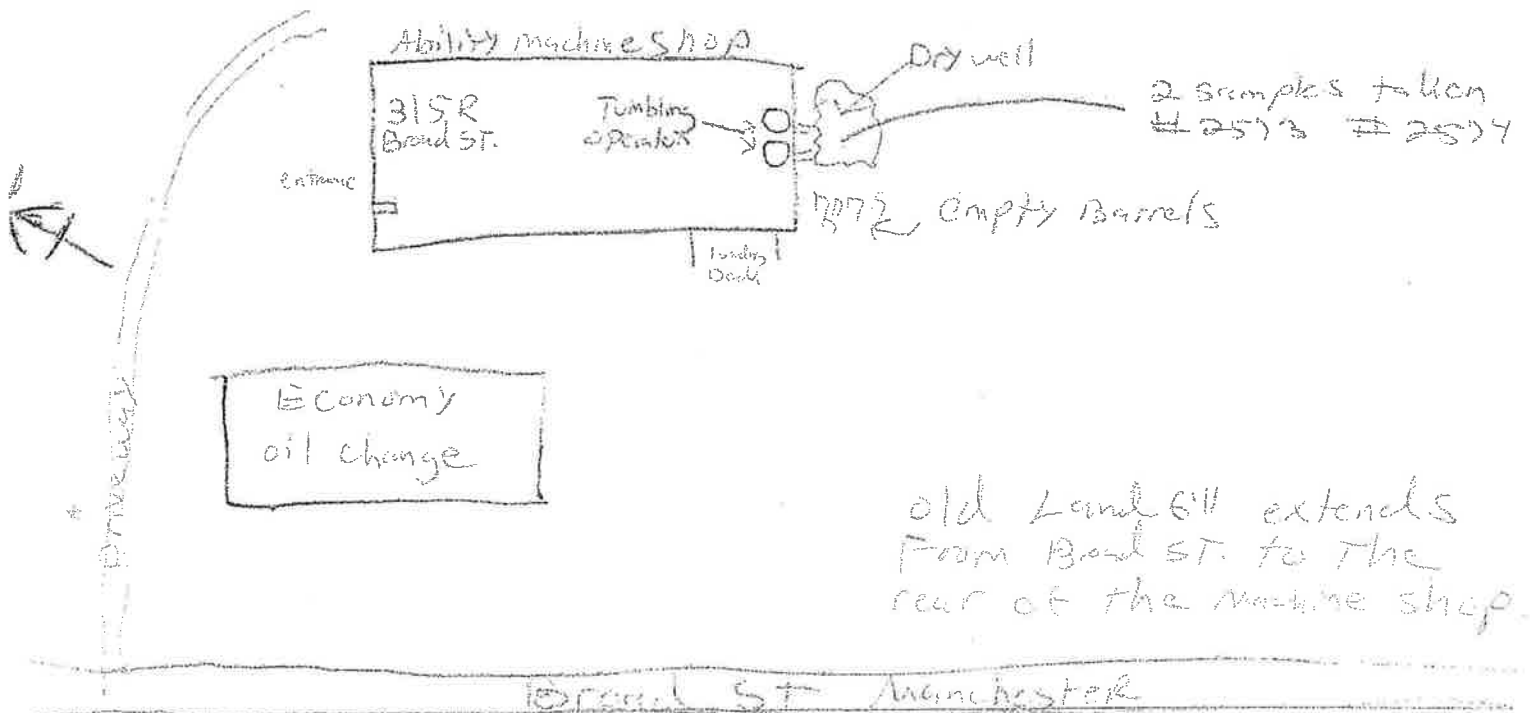 Ability machine shop
Dry well
315R
Broad ST.
Tumbling
operation
2 samples taken
# 2573 # 2574
entrance
empty Barrels
Loading
Dock
Driveway
Economy
oil change
old Landfill extends
From Broad ST. to The
rear of the Machine shop.
Broad ST Manchester